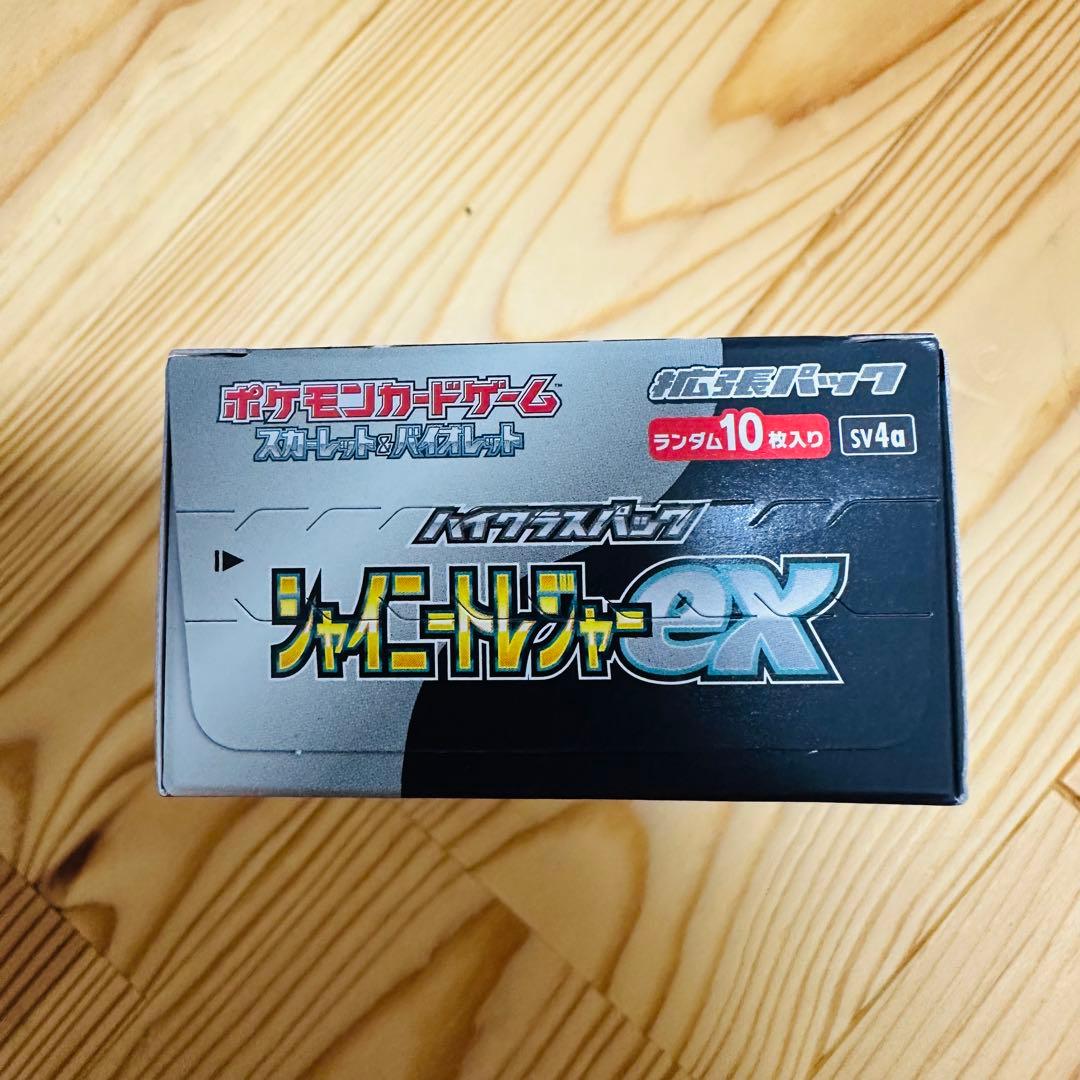 ポケモンカードゲーム™
スカーレット&バイオレット
拡張パック
ランダム10枚入り
SV4a
ハイクラスパック
シャイニートレジャーex